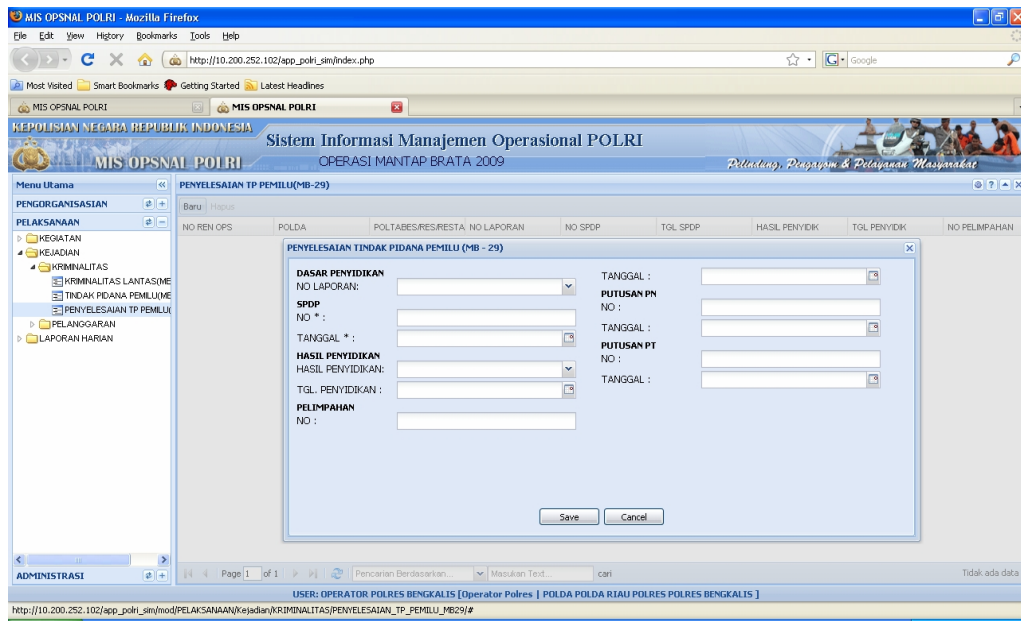 MIS OPSNAL POLRI - Mozilla Firefox
File Edit View History Bookmarks Tools Help
http://10.200.252.102/app_polri_sim/index.php
Google
Most Visited Smart Bookmarks Getting Started Latest Headlines
MIS OPSNAL POLRI
MIS OPSNAL POLRI
KEPOLISIAN NEGARA REPUBLIK INDONESIA
MIS OPSNAL POLRI
Sistem Informasi Manajemen Operasional POLRI
OPERASI MANTAP BRATA 2009
Pelindung, Pengayom & Pelayanan Masyarakat
Menu Utama
PENYELESAIAN TP PEMILU(MB-29)
PENGORGANISASIAN
Baru Hapus
PELAKSANAAN
NO REN OPS POLDA POLTABES/RES/RESTA NO LAPORAN NO SPDP TGL SPDP HASIL PENYIDIK TGL PENYIDIK NO PELIMPAHAN
KEGIATAN
KEJADIAN
KRIMINALITAS
KRIMINALITAS LANTAS(ME
TINDAK PIDANA PEMILU(ME
PENYELESAIAN TP PEMILU(
PELANGGARAN
LAPORAN HARIAN
PENYELESAIAN TINDAK PIDANA PEMILU (MB - 29)
DASAR PENYIDIKAN
NO LAPORAN:
SPDP
NO * :
TANGGAL * :
HASIL PENYIDIKAN
HASIL PENYIDIKAN:
TGL. PENYIDIKAN :
PELIMPAHAN
NO :
TANGGAL :
PUTUSAN PN
NO :
TANGGAL :
PUTUSAN PT
NO :
TANGGAL :
Save Cancel
ADMINISTRASI
Page 1 of 1 Pencarian Berdasarkan... Masukan Text... cari Tidak ada data
USER: OPERATOR POLRES BENGKALIS [Operator Polres | POLDA POLDA RIAU POLRES POLRES BENGKALIS ]
http://10.200.252.102/app_polri_sim/mod/PELAKSANAAN/Kejadian/KRIMINALITAS/PENYELESAIAN_TP_PEMILU_MB29/#